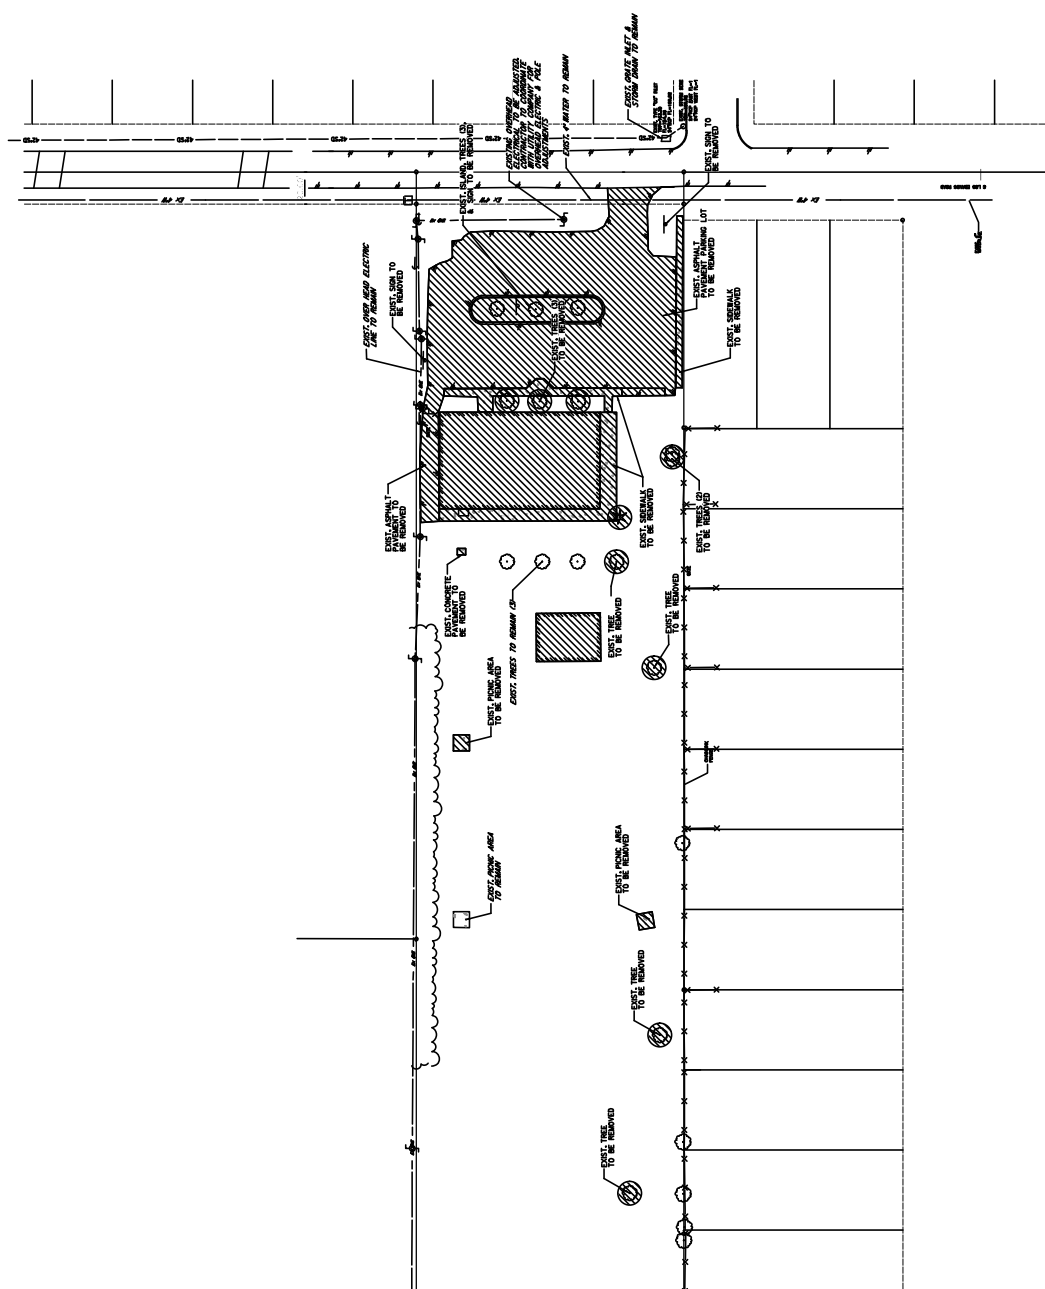 EXIST. GRATE INLET &
STORM DRAIN TO REMAIN
EXISTING OVERHEAD
ELECTRICAL TO BE ADJUSTED.
CONTRACTOR TO COORDINATE
WITH UTILITY COMPANY FOR
OVERHEAD ELECTRIC & POLE
ADJUSTMENTS
EXIST. 4" WATER TO REMAIN
EXIST. ISLAND, TREES (3),
& SIGN TO BE REMOVED
EXIST. SIGN TO
BE REMOVED
EXIST. OVER HEAD ELECTRIC
LINE TO REMAIN
EXIST. SIGN TO
BE REMOVED
EXIST. ASPHALT
PAVEMENT PARKING LOT
TO BE REMOVED
EXIST. SIDEWALK
TO BE REMOVED
EXIST. TREES (3)
TO BE REMOVED
EXIST. ASPHALT
PAVEMENT TO
BE REMOVED
EXIST. SIDEWALK
TO BE REMOVED
EXIST. TREES (2)
TO BE REMOVED
EXIST. CONCRETE
PAVEMENT TO
BE REMOVED
EXIST. TREES TO REMAIN (3)
EXIST. TREE
TO BE REMOVED
EXIST. TREE
TO BE REMOVED
EXIST. PICNIC AREA
TO BE REMOVED
EXIST. PICNIC AREA
TO REMAIN
EXIST. PICNIC AREA
TO BE REMOVED
EXIST. TREE
TO BE REMOVED
EXIST. TREE
TO BE REMOVED